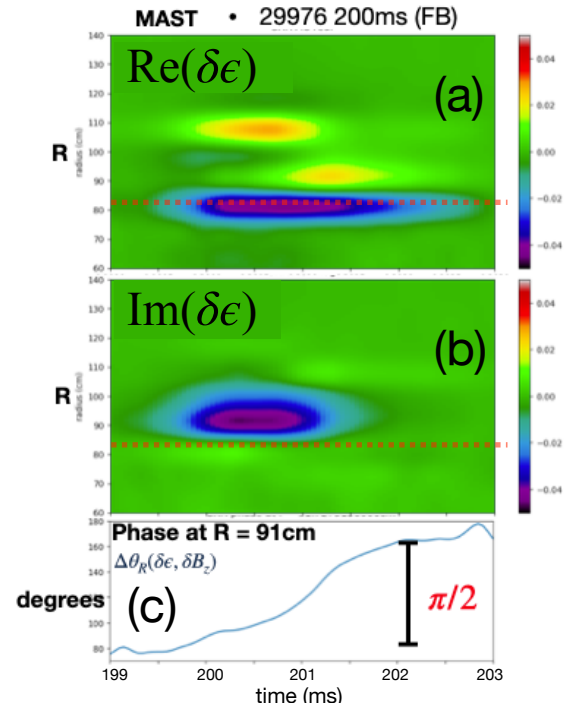 MAST • 29976 200ms (FB)
140
130
120
110
100
90
80
70
60
R
radius (cm)
Re(δϵ)
(a)
0.04
0.02
0.00
−0.02
−0.04
140
130
120
110
100
90
80
70
60
R
radius (cm)
Im(δϵ)
(b)
0.04
0.02
0.00
−0.02
−0.04
180
160
140
120
100
80
degrees
Phase at R = 91cm
Δθ_R(δϵ, δB_z)
(c)
π/2
199 200 201 202 203
time (ms)